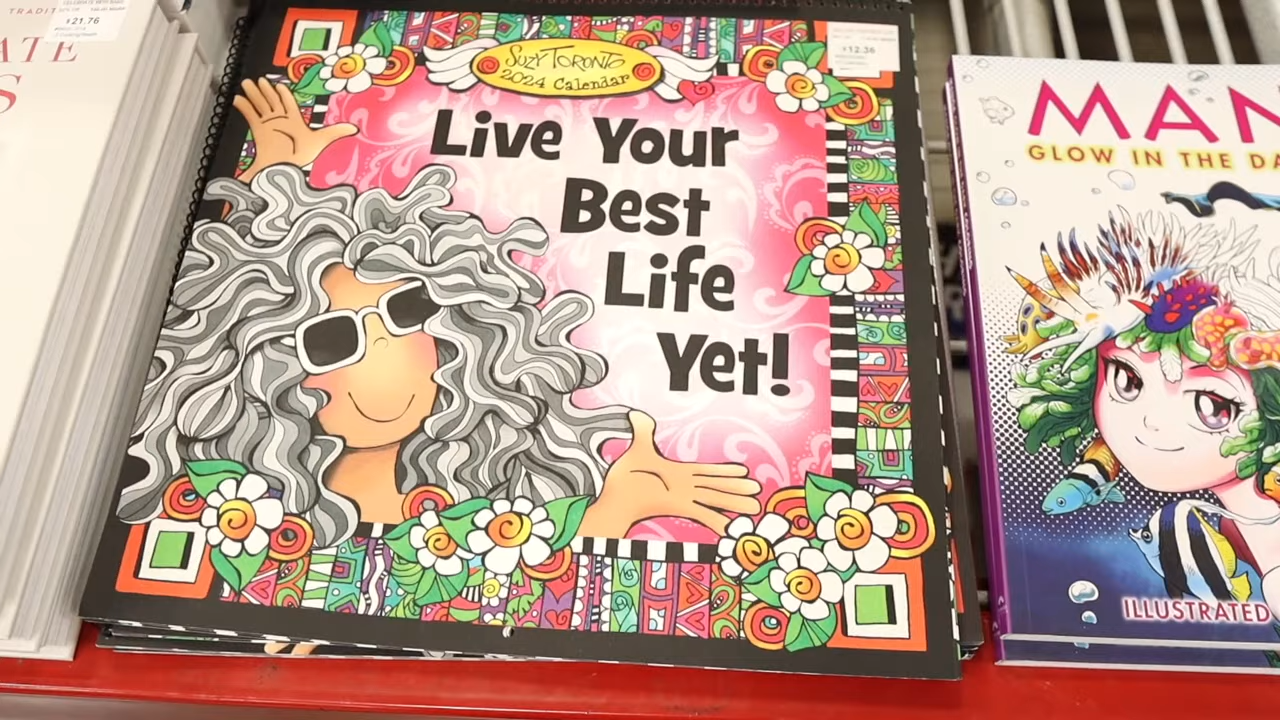 TRADIT
$21.76
ATE
S
SUZY TORONTO
2024 Calendar
$12.36
Live Your
Best
Life
Yet!
MAN
GLOW IN THE DA
ILLUSTRATED